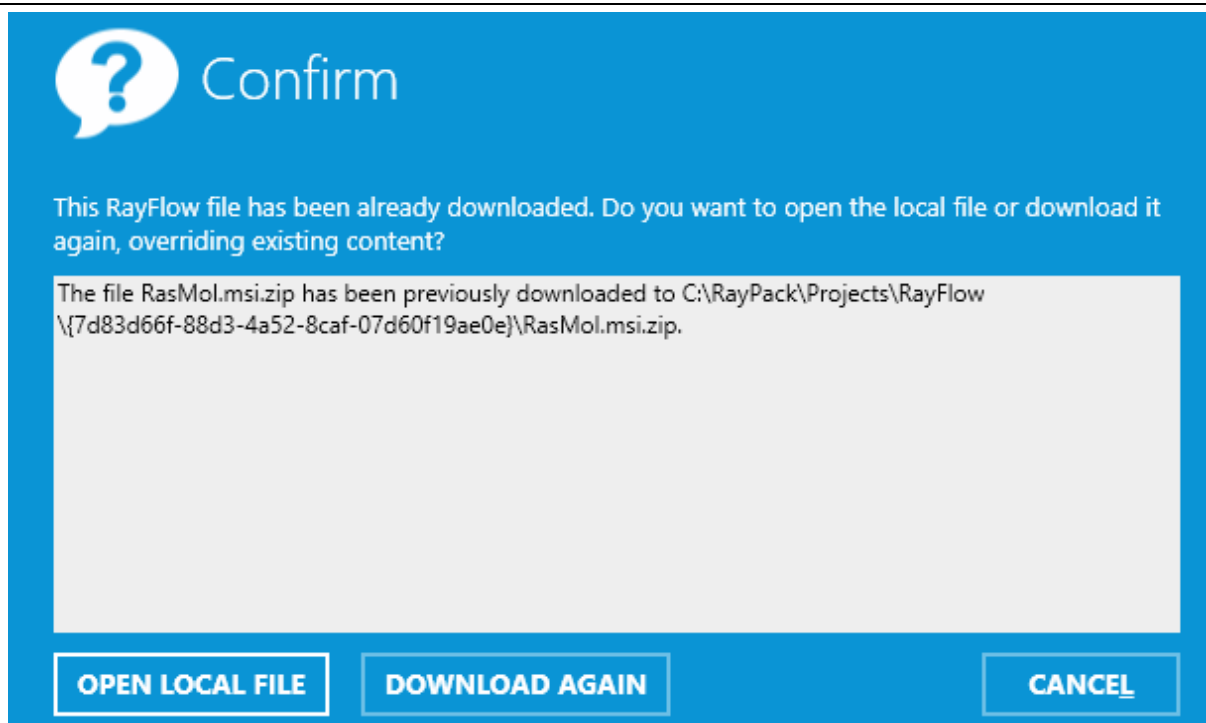 Confirm
This RayFlow file has been already downloaded. Do you want to open the local file or download it
again, overriding existing content?
The file RasMol.msi.zip has been previously downloaded to C:\RayPack\Projects\RayFlow
\{7d83d66f-88d3-4a52-8caf-07d60f19ae0e}\RasMol.msi.zip.
OPEN LOCAL FILE DOWNLOAD AGAIN CANCEL